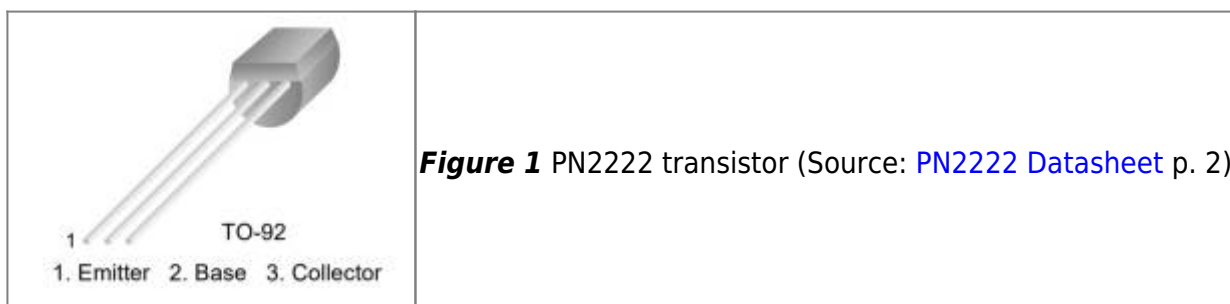 1
TO-92
1. Emitter 2. Base 3. Collector
Figure 1 PN2222 transistor (Source: PN2222 Datasheet p. 2)